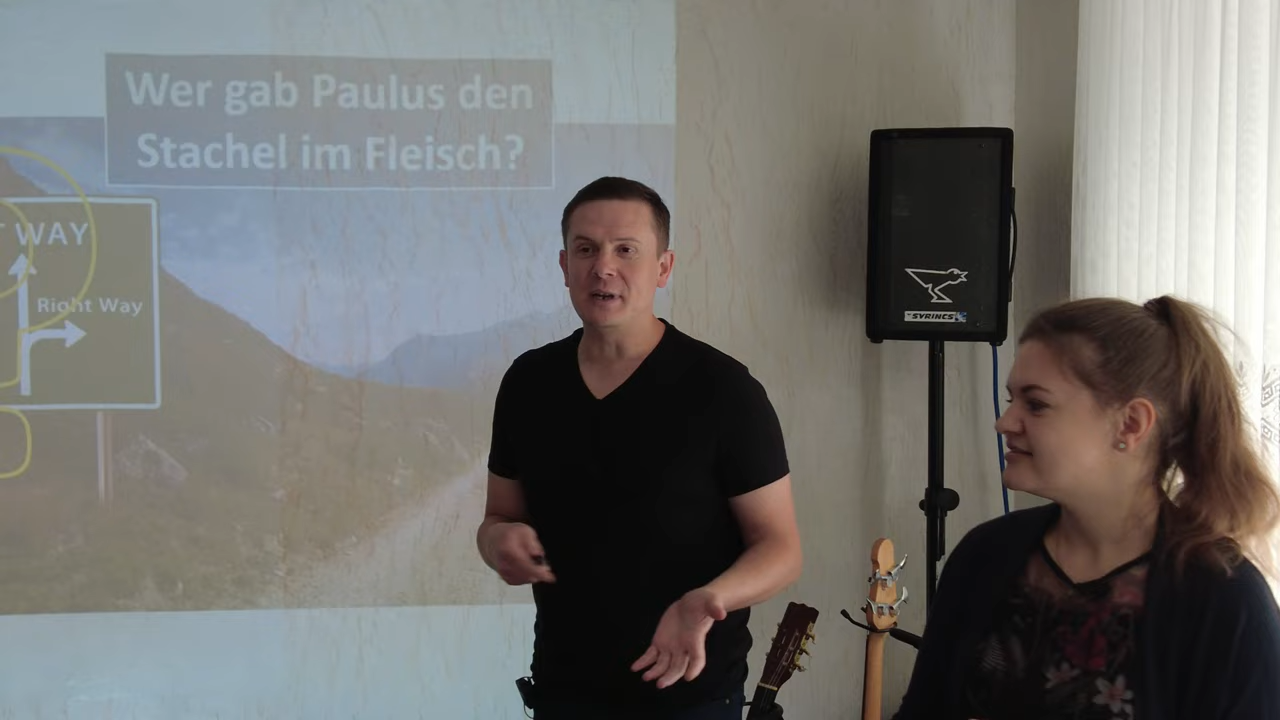 Wer gab Paulus den
Stachel im Fleisch?
T WAY
Right Way
SYRINCS